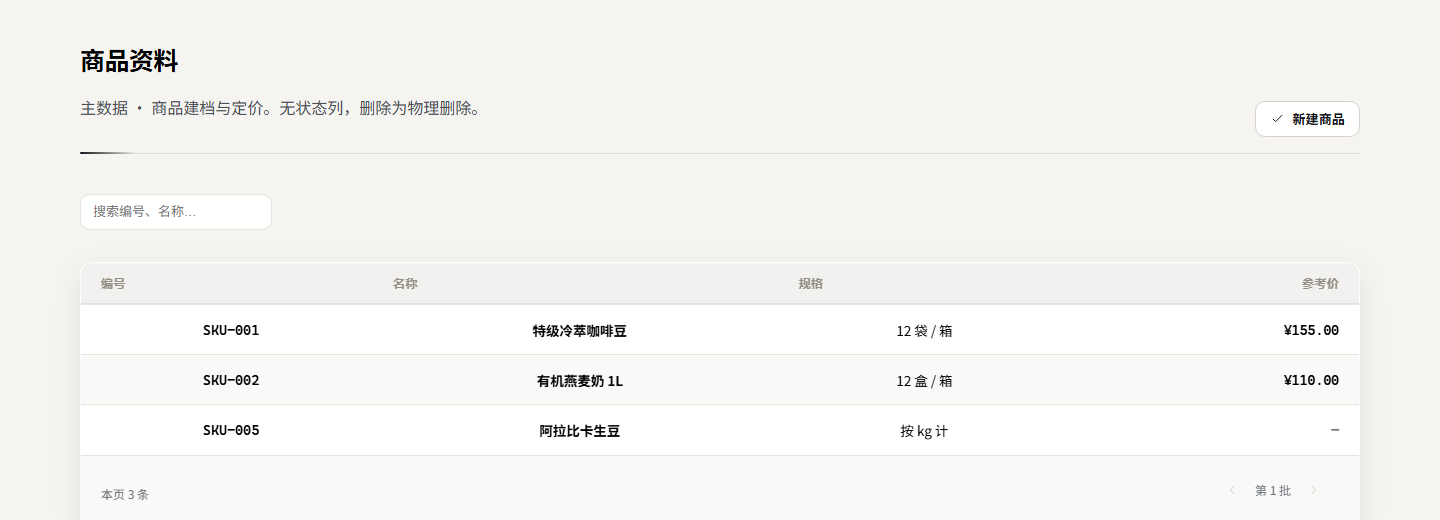 商品资料
主数据 · 商品建档与定价。无状态列，删除为物理删除。
新建商品
搜索编号、名称…
编号 名称 规格 参考价
SKU-001 特级冷萃咖啡豆 12 袋 / 箱 ¥155.00
SKU-002 有机燕麦奶 1L 12 盒 / 箱 ¥110.00
SKU-005 阿拉比卡生豆 按 kg 计 —
本页 3 条 第 1 批